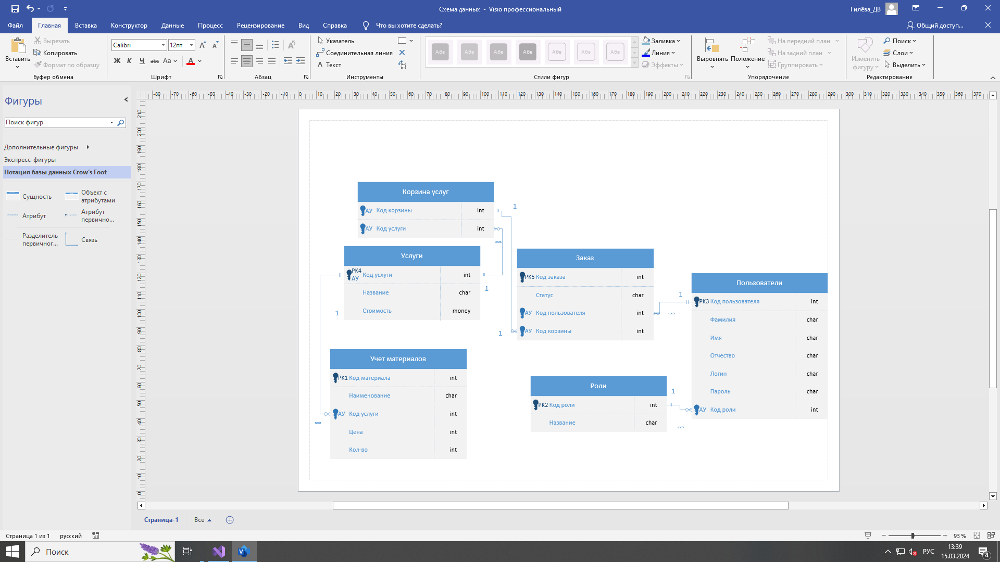 Схема данных - Visio профессиональный
Гилёва_ДВ
Файл
Главная
Вставка
Конструктор
Данные
Процесс
Рецензирование
Вид
Справка
Что вы хотите сделать?
Общий доступ...
Вставить
Вырезать
Копировать
Формат по образцу
Буфер обмена
Calibri
12пт
Ж К Ч abc Aa А
Шрифт
Абзац
Указатель
Соединительная линия
Текст
Инструменты
Абв Абв Абв Абв Абв Абв Абв
Стили фигур
Заливка
Линия
Эффекты
Выровнять
Положение
На передний план
На задний план
Группировать
Упорядочение
Изменить фигуру
Поиск
Слои
Выделить
Редактирование
Фигуры
Поиск фигур
Дополнительные фигуры
Экспресс-фигуры
Нотация базы данных Crow's Foot
Сущность
Объект с атрибутами
Атрибут
Атрибут первично...
Разделитель первичног...
Связь
-80 -70 -60 -50 -40 -30 -20 -10 0 10 20 30 40 50 60 70 80 90 100 110 120 130 140 150 160 170 180 190 200 210 220 230 240 250 260 270 280 290 300 310 320 330 340 350 360 370
210 200 190 180 170 160 150 140 130 120 110 100 90 80 70 60 50 40 30 20 10 0
Корзина услуг
АУ Код корзины int
АУ Код услуги int
1
∞
Услуги
PK4 АУ Код услуги int
Название char
Стоимость money
1
1
Заказ
PK5 Код заказа int
Статус char
АУ Код пользователя int
АУ Код корзины int
1
1
∞
Пользователи
PK3 Код пользователя int
Фамилия char
Имя char
Отчество char
Логин char
Пароль char
АУ Код роли int
Учет материалов
PK1 Код материала int
Наименование char
АУ Код услуги int
Цена int
Кол-во int
∞
Роли
PK2 Код роли int
Название char
1
∞
Страница-1
Все
Страница 1 из 1
русский
93 %
Поиск
РУС
13:39
15.03.2024
4